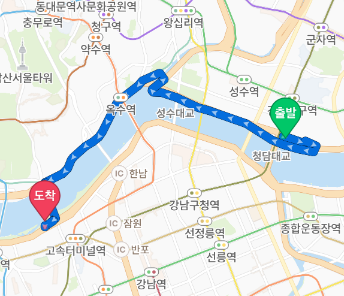 동대문역사문화공원역
충무로역
청구역
왕십리역
군자역
약수역
남산서울타워
성수역
구역
옥수역
출발
성수대교
청담대교
IC 한남
도착
강남구청역
IC 잠원
선정릉역
종합운동장역
고속터미널역
IC 반포
선릉역
강남역
역